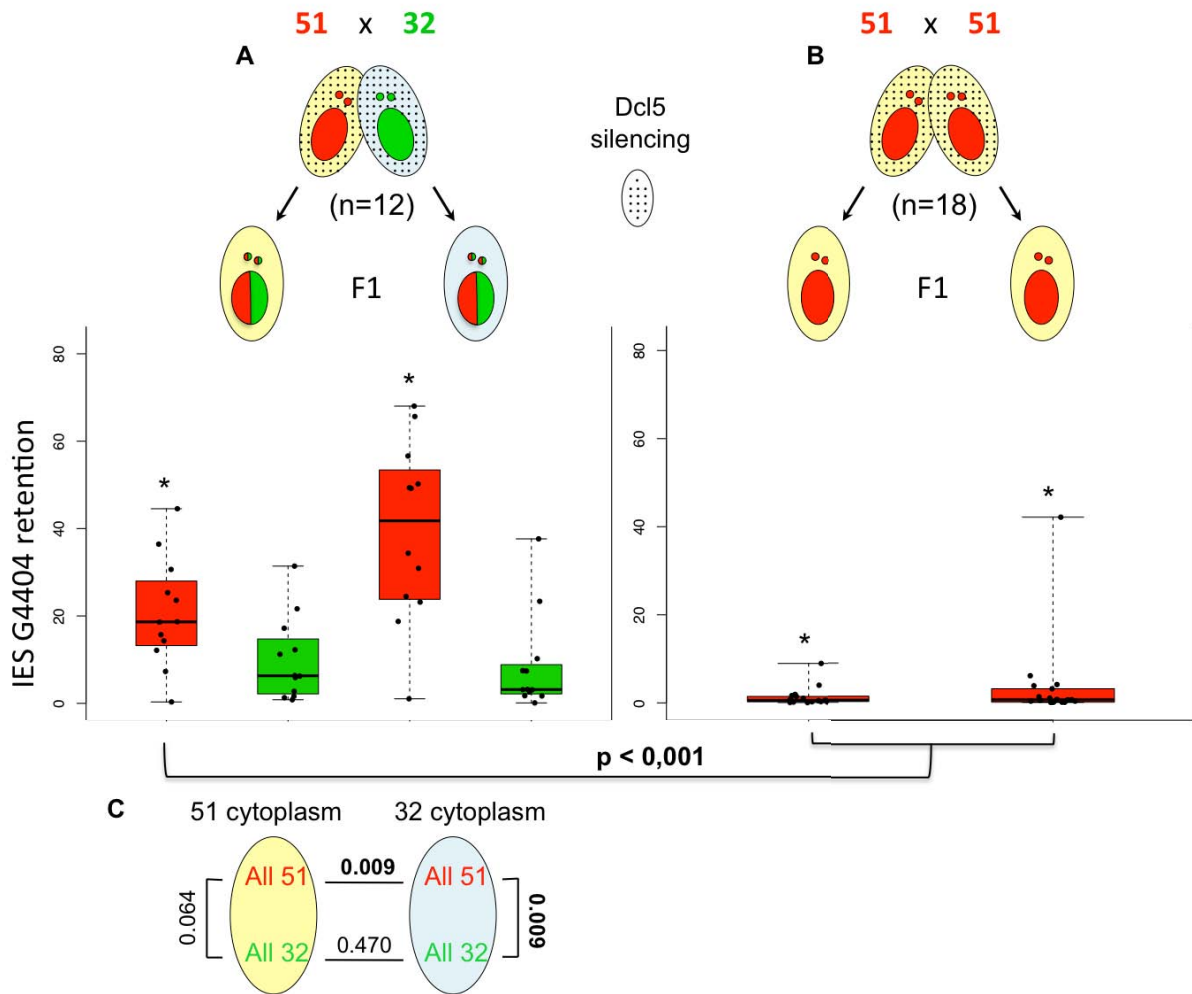 51 x 32
51 x 51
A
B
Dcl5
silencing
(n=12)
(n=18)
F1
F1
IES G4404 retention
80
60
40
20
0
*
*
80
60
40
20
0
*
*
p < 0,001
C
51 cytoplasm
32 cytoplasm
All 51
0.009
All 51
0.064
0.009
All 32
0.470
All 32